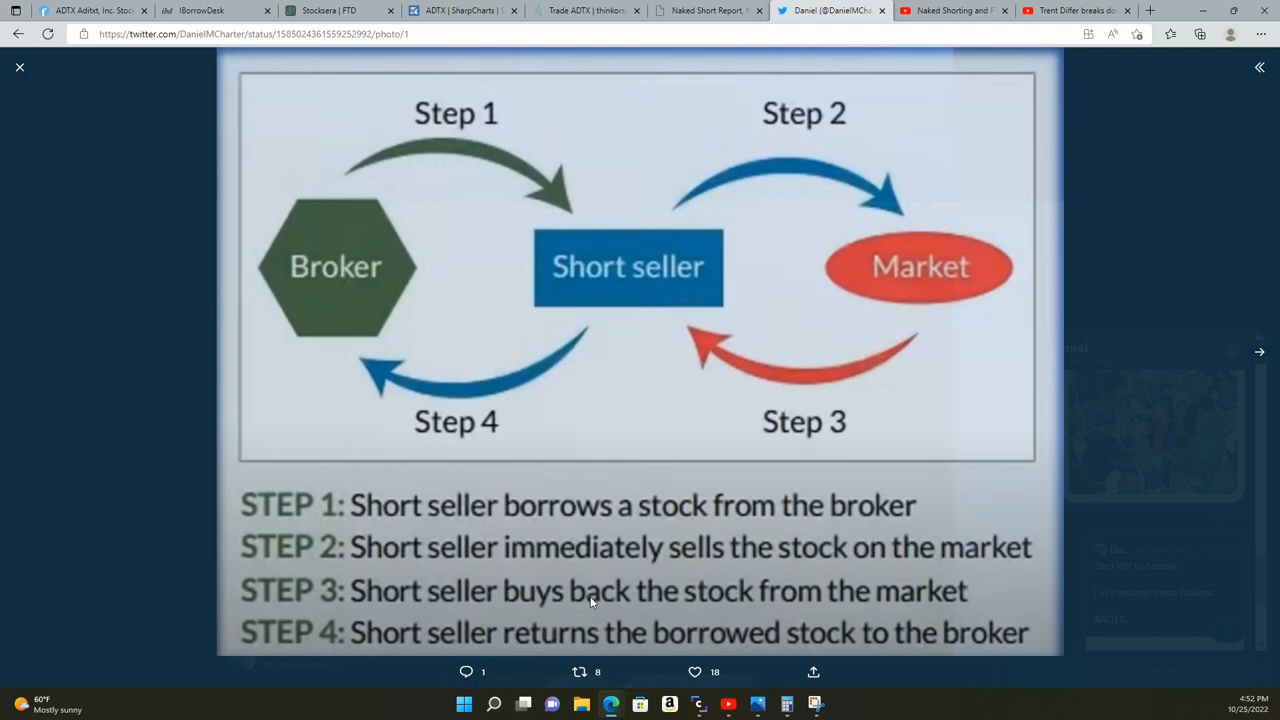 ADTX Aditxt, Inc. Stock
IBorrowDesk
Stocksera | FTD
ADTX | SharpCharts | S
Trade ADTX | thinkors
Naked Short Report, M
Daniel (@DanielMCha
Naked Shorting and F
Trent Dilfer breaks do
https://twitter.com/DanielMCharter/status/1585024361559252992/photo/1
Step 1
Step 2
Broker
Short seller
Market
Step 4
Step 3
STEP 1: Short seller borrows a stock from the broker
STEP 2: Short seller immediately sells the stock on the market
STEP 3: Short seller buys back the stock from the market
STEP 4: Short seller returns the borrowed stock to the broker
Zero left to borrow.
$ADTX.
1
8
18
60°F
Mostly sunny
4:52 PM
10/25/2022